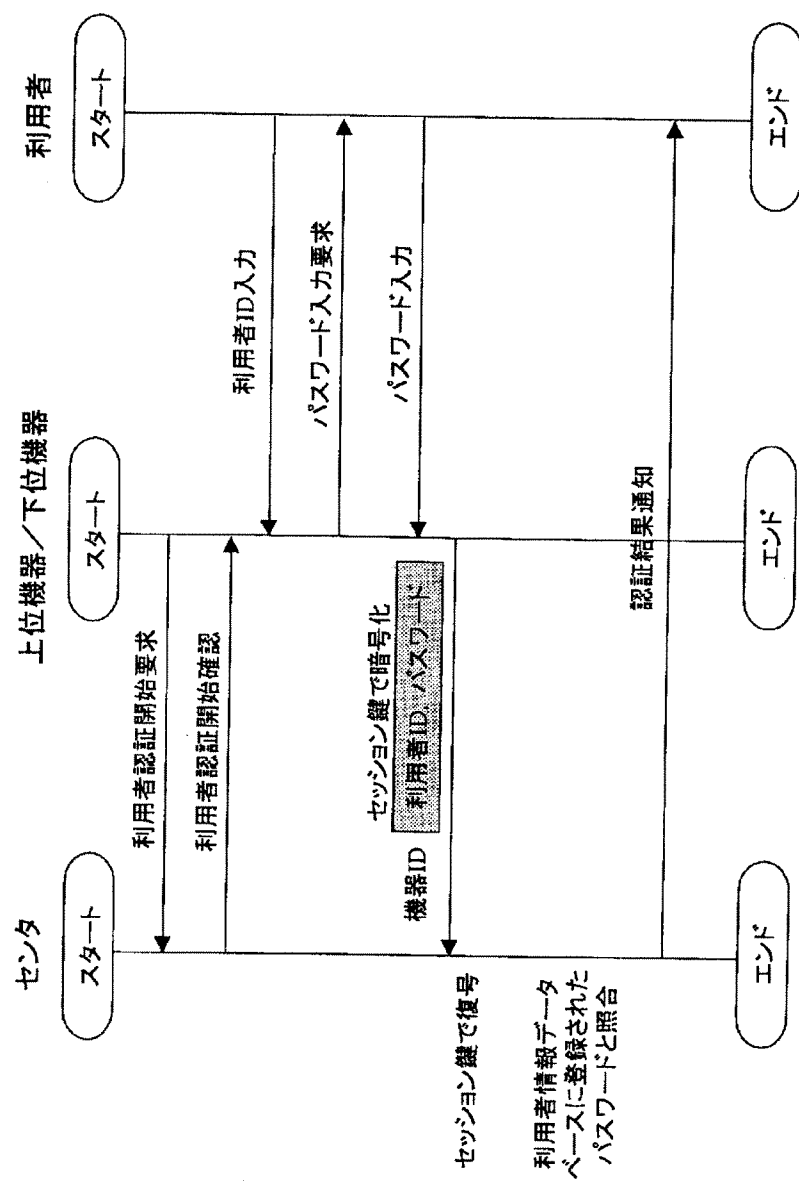 センタ
上位機器／下位機器
利用者
スタート
スタート
スタート
利用者認証開始要求
利用者認証開始確認
利用者ID入力
パスワード入力要求
パスワード入力
セッション鍵で暗号化
機器ID
利用者ID, パスワード
セッション鍵で復号
利用者情報データ
ベースに登録された
パスワードと照合
認証結果通知
エンド
エンド
エンド